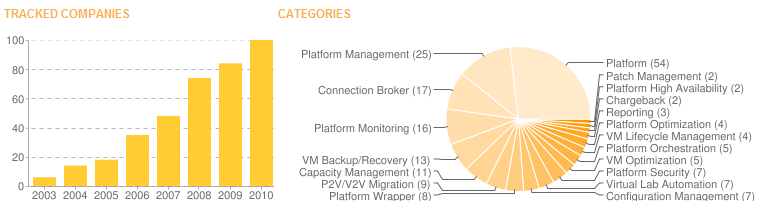 TRACKED COMPANIES
100
80
60
40
20
0
2003 2004 2005 2006 2007 2008 2009 2010
CATEGORIES
Platform Management (25)
Connection Broker (17)
Platform Monitoring (16)
VM Backup/Recovery (13)
Capacity Management (11)
P2V/V2V Migration (9)
Platform Wrapper (8)
Platform (54)
Patch Management (2)
Platform High Availability (2)
Chargeback (2)
Reporting (3)
Platform Optimization (4)
VM Lifecycle Management (4)
Platform Orchestration (5)
VM Optimization (5)
Platform Security (7)
Virtual Lab Automation (7)
Configuration Management (7)